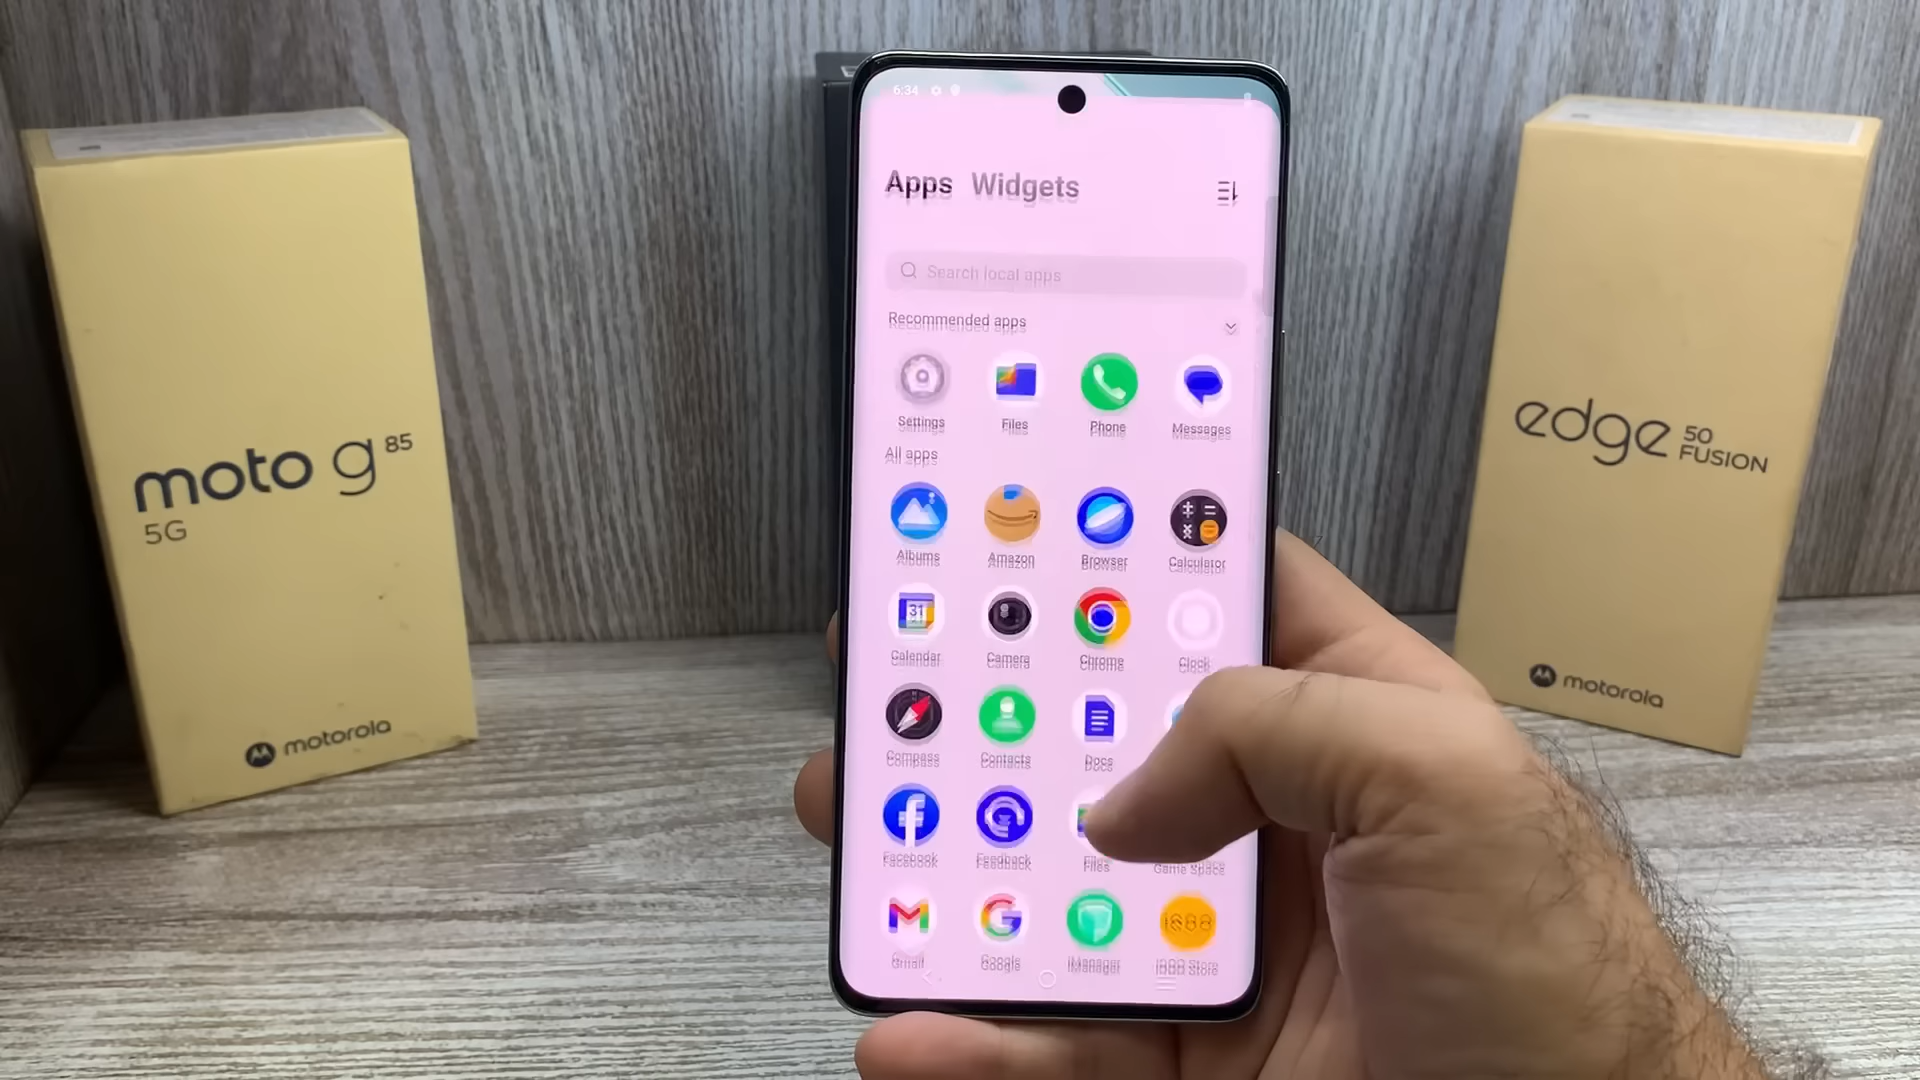 6:34
Apps Widgets
Search local apps
Recommended apps
Settings Files Phone Messages
All apps
Albums Amazon Browser Calculator
31
Calendar Camera Chrome Clock
Compass Contacts Docs
Facebook Feedback Files Game Space
Gmail Google iManager iQOO Store
moto g 85
5G
motorola
edge 50
FUSION
motorola